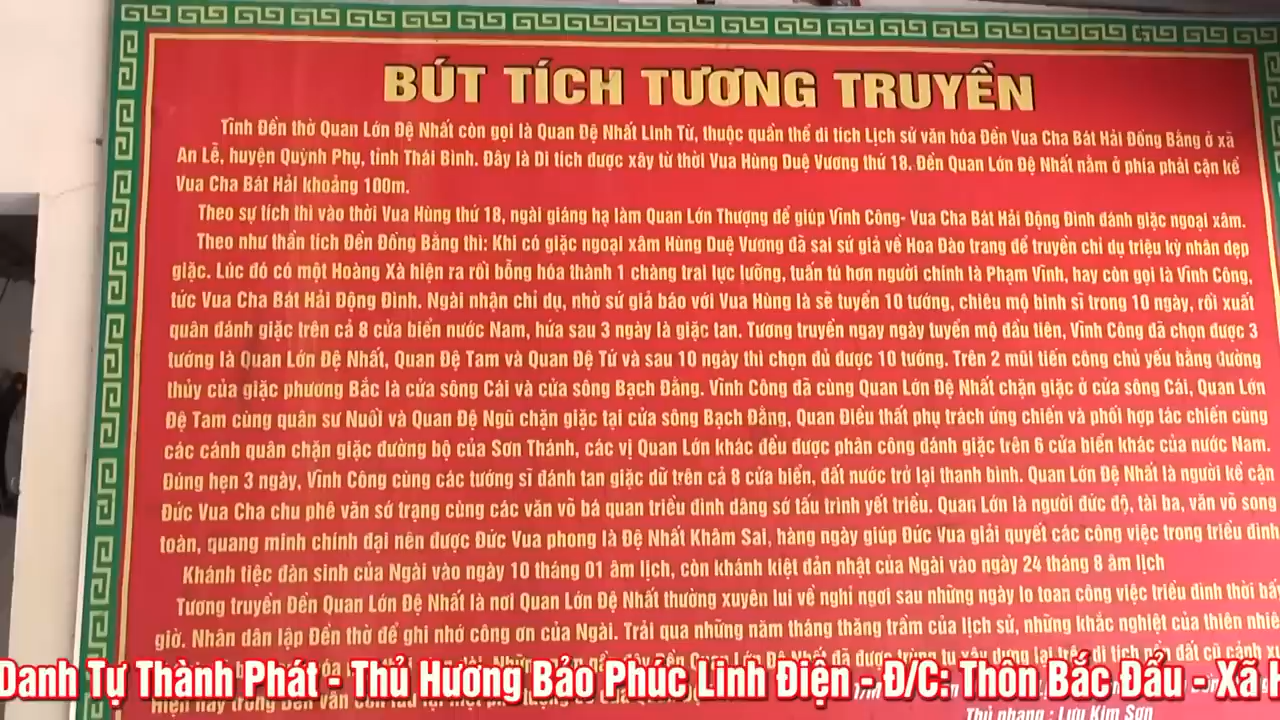 BÚT TÍCH TƯƠNG TRUYỀN
Tĩnh Đền thờ Quan Lớn Đệ Nhất còn gọi là Quan Đệ Nhất Linh Từ, thuộc quần thể di tích Lịch sử văn hóa Đền Vua Cha Bát Hải Đồng Bằng ở xã
An Lễ, huyện Quỳnh Phụ, tỉnh Thái Bình. Đây là Di tích được xây từ thời Vua Hùng Duệ Vương thứ 18. Đền Quan Lớn Đệ Nhất nằm ở phía phải cận kề
Vua Cha Bát Hải khoảng 100m.
Theo sự tích thì vào thời Vua Hùng thứ 18, ngài giáng hạ làm Quan Lớn Thượng để giúp Vĩnh Công- Vua Cha Bát Hải Động Đình đánh giặc ngoại xâm.
Theo như thần tích Đền Đồng Bằng thì: Khi có giặc ngoại xâm Hùng Duệ Vương đã sai sứ giả về Hoa Đào trang để truyền chỉ dụ triệu kỳ nhân dẹp
giặc. Lúc đó có một Hoàng Xà hiện ra rồi bỗng hóa thành 1 chàng trai lực lưỡng, tuấn tú hơn người chính là Phạm Vĩnh, hay còn gọi là Vĩnh Công,
tức Vua Cha Bát Hải Động Đình. Ngài nhận chỉ dụ, nhờ sứ giả báo với Vua Hùng là sẽ tuyển 10 tướng, chiêu mộ binh sĩ trong 10 ngày, rồi xuất
quân đánh giặc trên cả 8 cửa biển nước Nam, hứa sau 3 ngày là giặc tan. Tương truyền ngay ngày tuyển mộ đầu tiên, Vĩnh Công đã chọn được 3
tướng là Quan Lớn Đệ Nhất, Quan Đệ Tam và Quan Đệ Tứ và sau 10 ngày thì chọn đủ được 10 tướng. Trên 2 mũi tiến công chủ yếu bằng đường
thủy của giặc phương Bắc là cửa sông Cái và cửa sông Bạch Đằng. Vĩnh Công đã cùng Quan Lớn Đệ Nhất chặn giặc ở cửa sông Cái, Quan Lớn
Đệ Tam cùng quân sư Nuồi và Quan Đệ Ngũ chặn giặc tại cửa sông Bạch Đằng, Quan Điều thất phụ trách ứng chiến và phối hợp tác chiến cùng
các cánh quân chặn giặc đường bộ của Sơn Thánh, các vị Quan Lớn khác đều được phân công đánh giặc trên 6 cửa biển khác của nước Nam.
Đúng hẹn 3 ngày, Vĩnh Công cùng các tướng sĩ đánh tan giặc dữ trên cả 8 cửa biển, đất nước trở lại thanh bình. Quan Lớn Đệ Nhất là người kề cận
Đức Vua Cha chu phê văn sớ trạng cùng các văn võ bá quan triều đình dâng sớ tấu trình yết triều. Quan Lớn là người đức độ, tài ba, văn võ song
toàn, quang minh chính đại nên được Đức Vua phong là Đệ Nhất Khâm Sai, hàng ngày giúp Đức Vua giải quyết các công việc trong triều đình
Khánh tiệc đàn sinh của Ngài vào ngày 10 tháng 01 âm lịch, còn khánh kiệt đản nhật của Ngài vào ngày 24 tháng 8 âm lịch
Tương truyền Đền Quan Lớn Đệ Nhất là nơi Quan Lớn Đệ Nhất thường xuyên lui về nghỉ ngơi sau những ngày lo toan công việc triều đình thời bấy
giờ. Nhân dân lập Đền thờ để ghi nhớ công ơn của Ngài. Trải qua những năm tháng thăng trầm của lịch sử, những khắc nghiệt của thiên nhiê
Danh Tự Thành Phát - Thủ Hương Bảo Phúc Linh Điện - Đ/C: Thôn Bắc Đẩu - Xã H
Thủ nhang : Lưu Kim Sơn